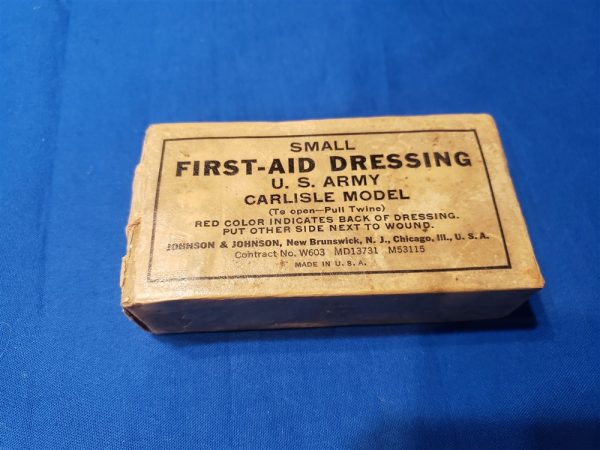 SMALL
FIRST-AID DRESSING
U. S. ARMY
CARLISLE MODEL
(To open—Pull Twine)
RED COLOR INDICATES BACK OF DRESSING.
PUT OTHER SIDE NEXT TO WOUND.
JOHNSON & JOHNSON, New Brunswick, N. J., Chicago, Ill., U. S. A.
Contract No. W603 MD13731 M53115
MADE IN U. S. A.